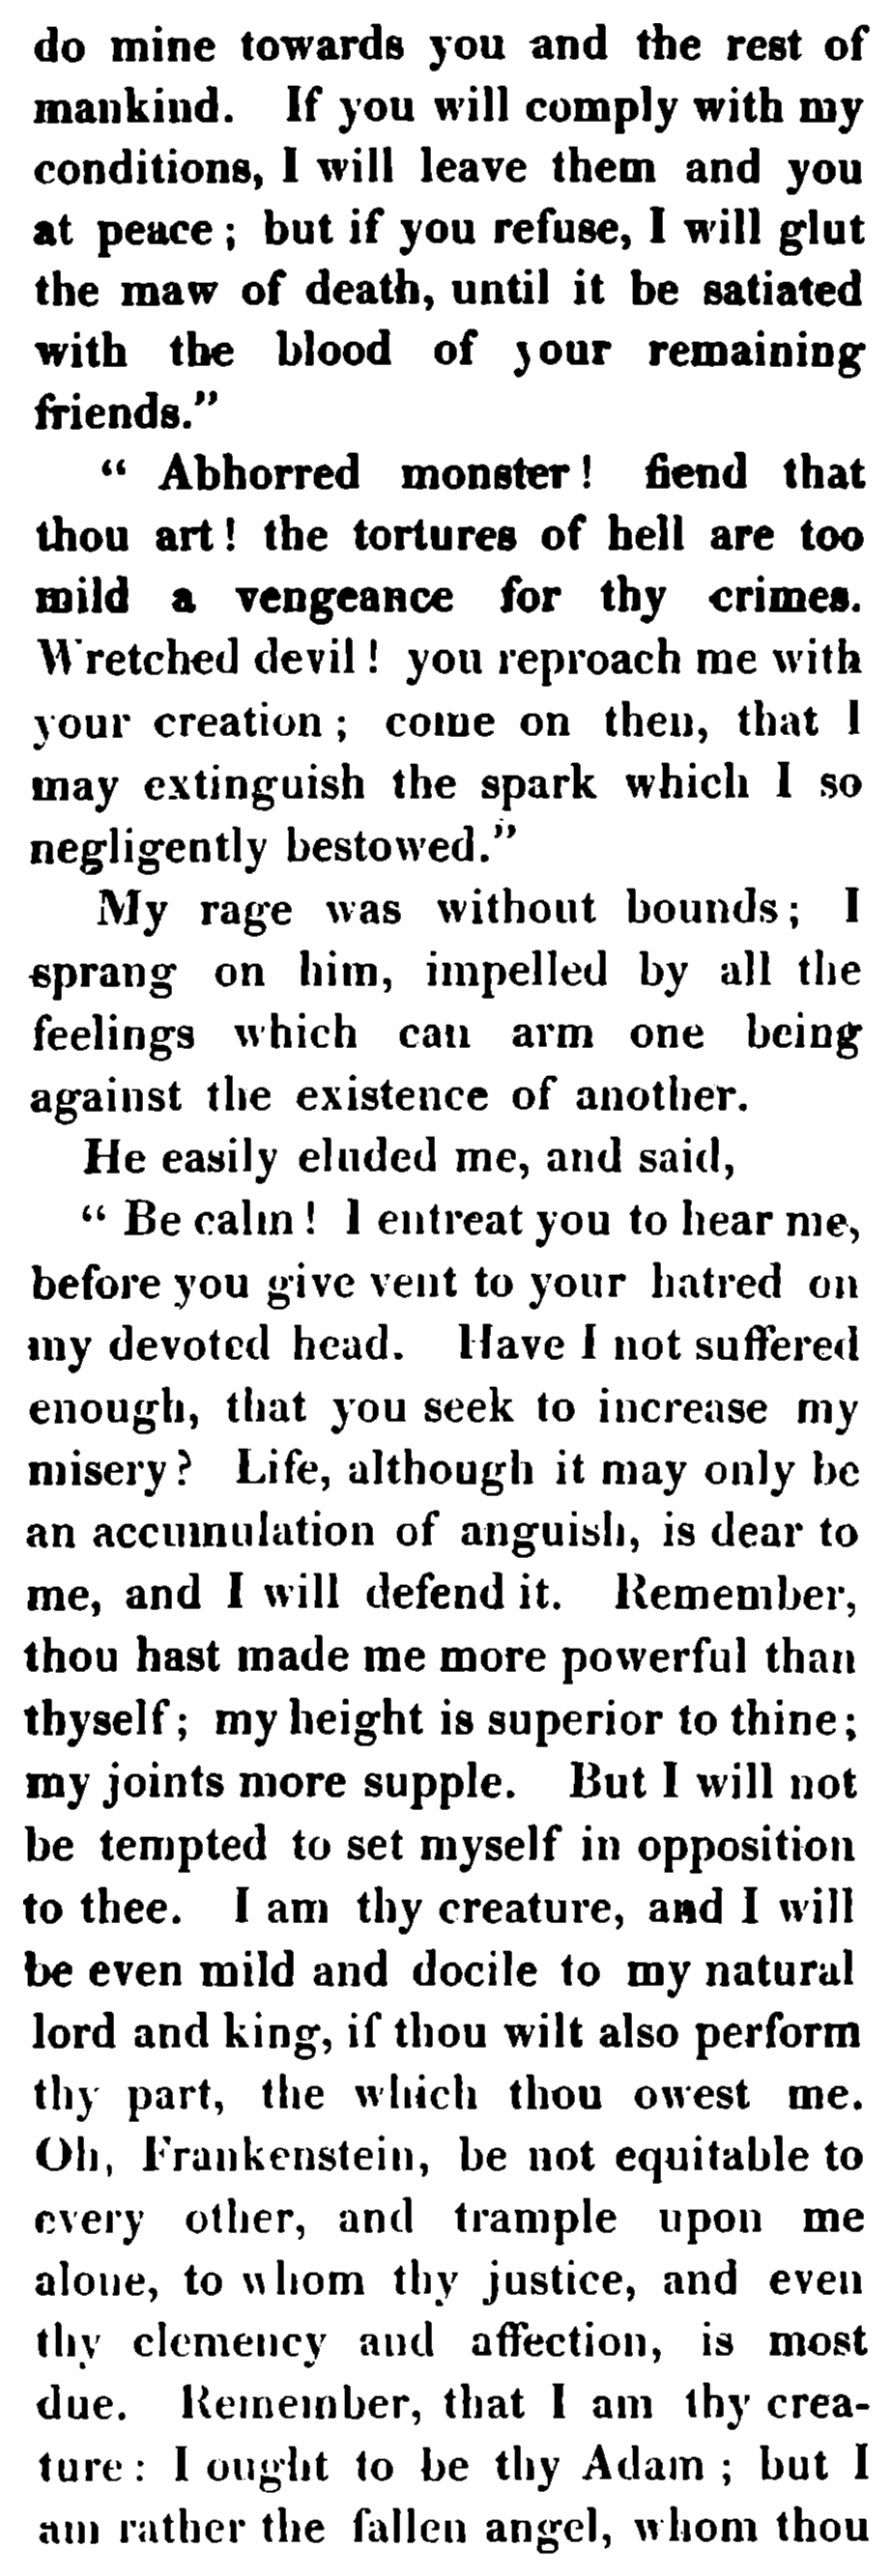 do mine towards you and the rest of
mankind. If you will comply with my
conditions, I will leave them and you
at peace; but if you refuse, I will glut
the maw of death, until it be satiated
with the blood of your remaining
friends."
" Abhorred monster! fiend that
thou art! the tortures of hell are too
mild a vengeance for thy crimes.
Wretched devil! you reproach me with
your creation; come on then, that I
may extinguish the spark which I so
negligently bestowed."
My rage was without bounds; I
sprang on him, impelled by all the
feelings which can arm one being
against the existence of another.
He easily eluded me, and said,
" Be calm! I entreat you to hear me,
before you give vent to your hatred on
my devoted head. Have I not suffered
enough, that you seek to increase my
misery? Life, although it may only be
an accumulation of anguish, is dear to
me, and I will defend it. Remember,
thou hast made me more powerful than
thyself; my height is superior to thine;
my joints more supple. But I will not
be tempted to set myself in opposition
to thee. I am thy creature, and I will
be even mild and docile to my natural
lord and king, if thou wilt also perform
thy part, the which thou owest me.
Oh, Frankenstein, be not equitable to
every other, and trample upon me
alone, to whom thy justice, and even
thy clemency and affection, is most
due. Remember, that I am thy crea-
ture: I ought to be thy Adam; but I
am rather the fallen angel, whom thou